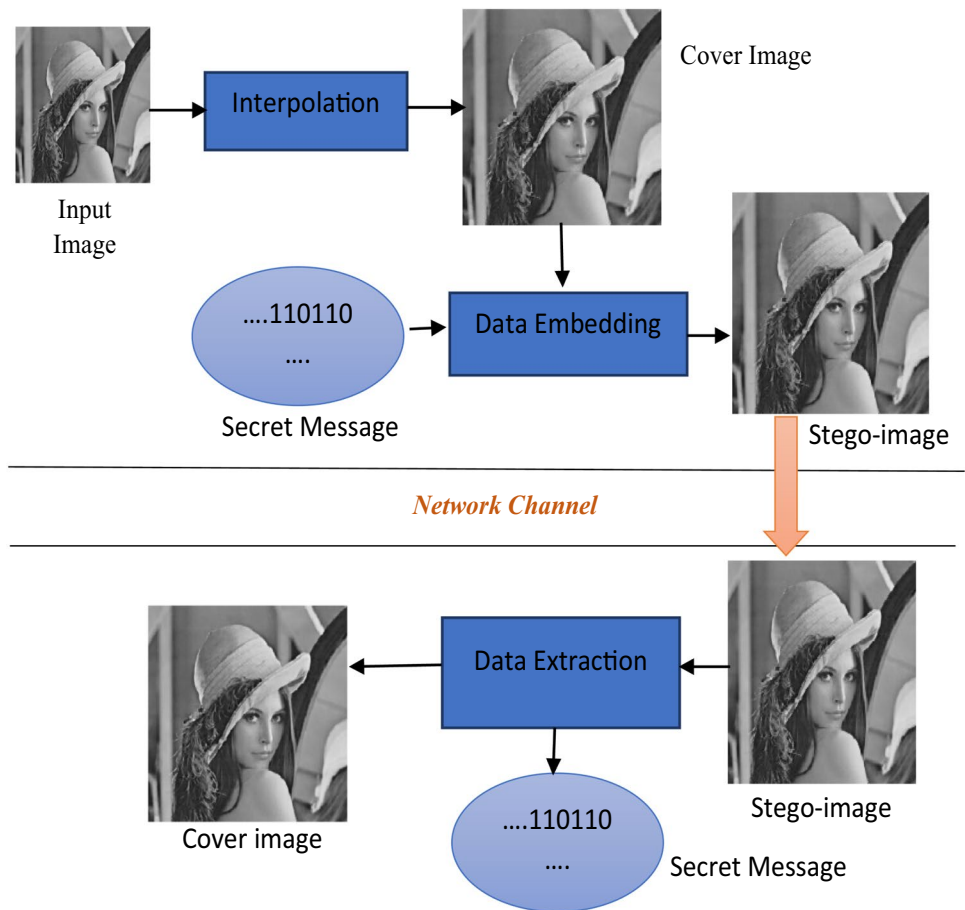 Cover Image
Interpolation
Input
Image
….110110
….
Data Embedding
Secret Message
Stego-image
Network Channel
Data Extraction
Cover image
Stego-image
….110110
….
Secret Message